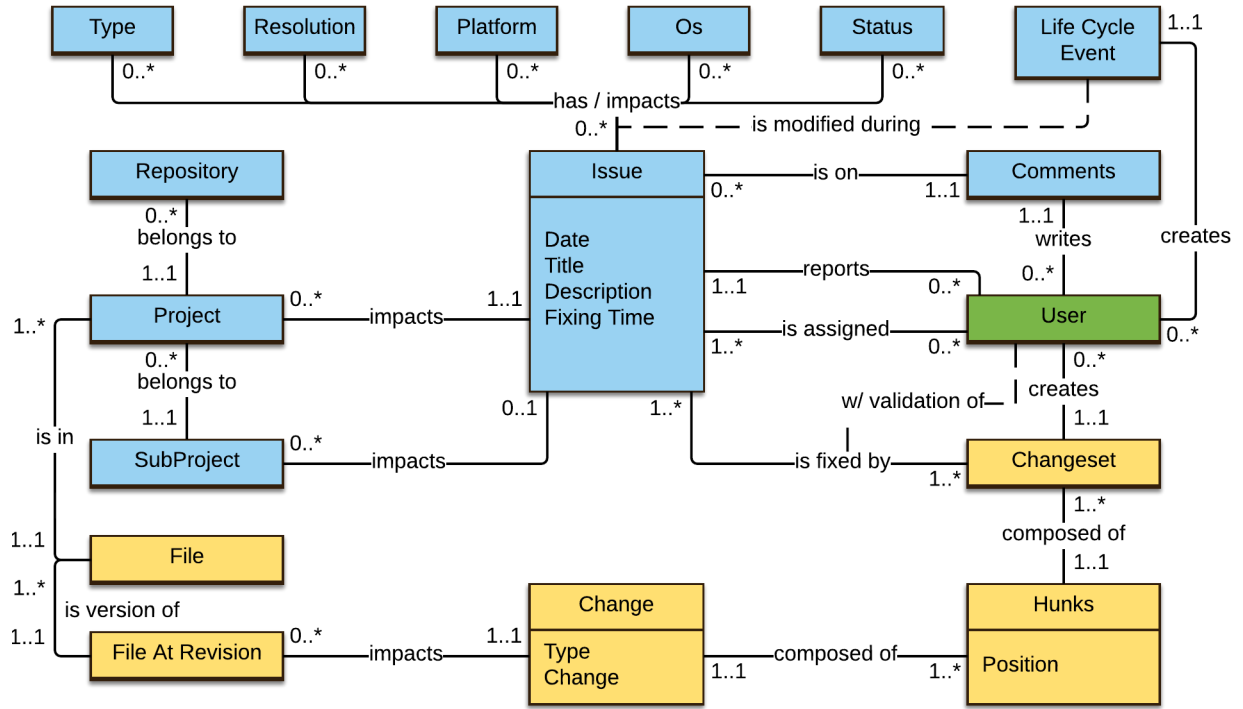 Type
Resolution
Platform
Os
Status
Life Cycle
Event
1..1
0..*
0..*
0..*
0..*
0..*
has / impacts
0..*
is modified during
Repository
Issue
Comments
0..*
is on
1..1
0..*
belongs to
1..1
1..1
writes
0..*
creates
Date
Title
Description
Fixing Time
reports
1..1
0..*
Project
0..*
impacts
1..1
User
1..*
0..*
is assigned
1..*
0..*
0..*
belongs to
1..1
0..*
creates
1..1
w/ validation of
0..1
1..*
is in
SubProject
0..*
impacts
is fixed by
1..*
Changeset
1..*
composed of
1..1
1..1
File
1..*
is version of
1..1
File At Revision
0..*
impacts
1..1
Change
Type
Change
composed of
1..1
1..*
Hunks
Position